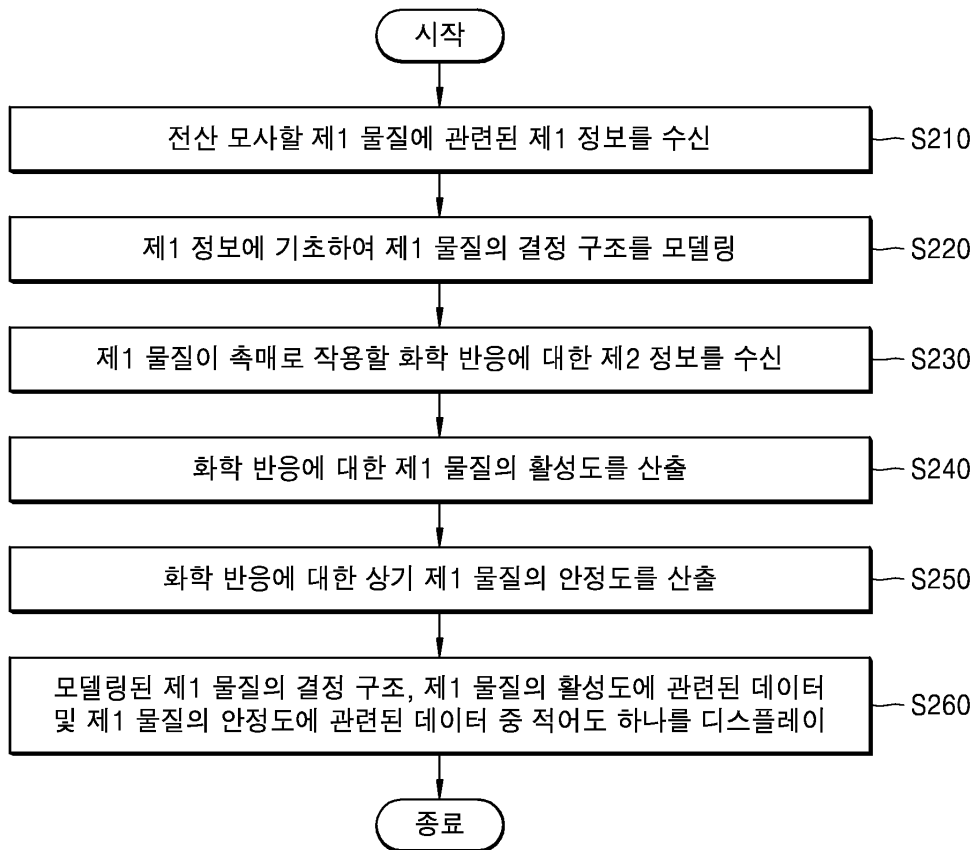 시작
전산 모사할 제1 물질에 관련된 제1 정보를 수신
S210
제1 정보에 기초하여 제1 물질의 결정 구조를 모델링
S220
제1 물질이 촉매로 작용할 화학 반응에 대한 제2 정보를 수신
S230
화학 반응에 대한 제1 물질의 활성도를 산출
S240
화학 반응에 대한 상기 제1 물질의 안정도를 산출
S250
모델링된 제1 물질의 결정 구조, 제1 물질의 활성도에 관련된 데이터
및 제1 물질의 안정도에 관련된 데이터 중 적어도 하나를 디스플레이
S260
종료